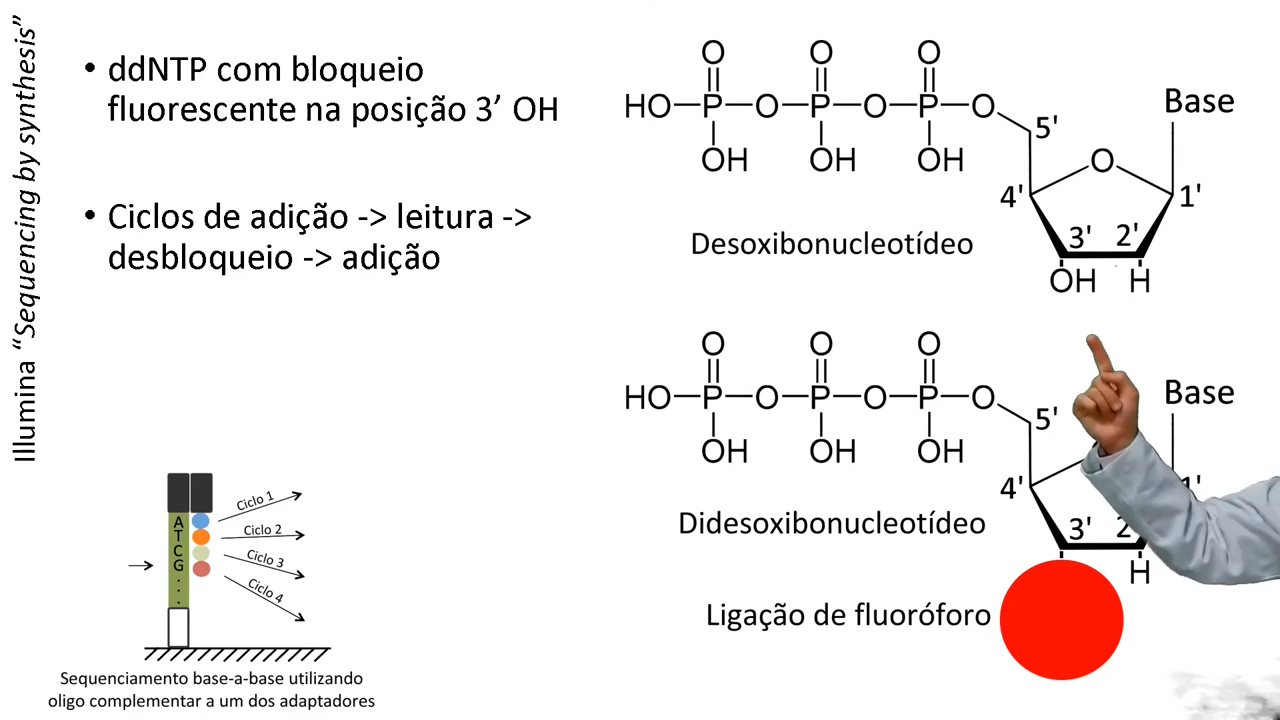 Illumina “Sequencing by synthesis”
• ddNTP com bloqueio
fluorescente na posição 3’ OH
• Ciclos de adição -> leitura ->
desbloqueio -> adição
O O O
HO P O P O P O
OH OH OH
5'
Base
O
4'
1'
3' 2'
OH H
Desoxibonucleotídeo
O O O
HO P O P O P O
OH OH OH
5'
Base
4'
1'
3' 2
H
Didesoxibonucleotídeo
Ligação de fluoróforo
A
T
C
G
.
.
.
Ciclo 1
Ciclo 2
Ciclo 3
Ciclo 4
Sequenciamento base-a-base utilizando
oligo complementar a um dos adaptadores